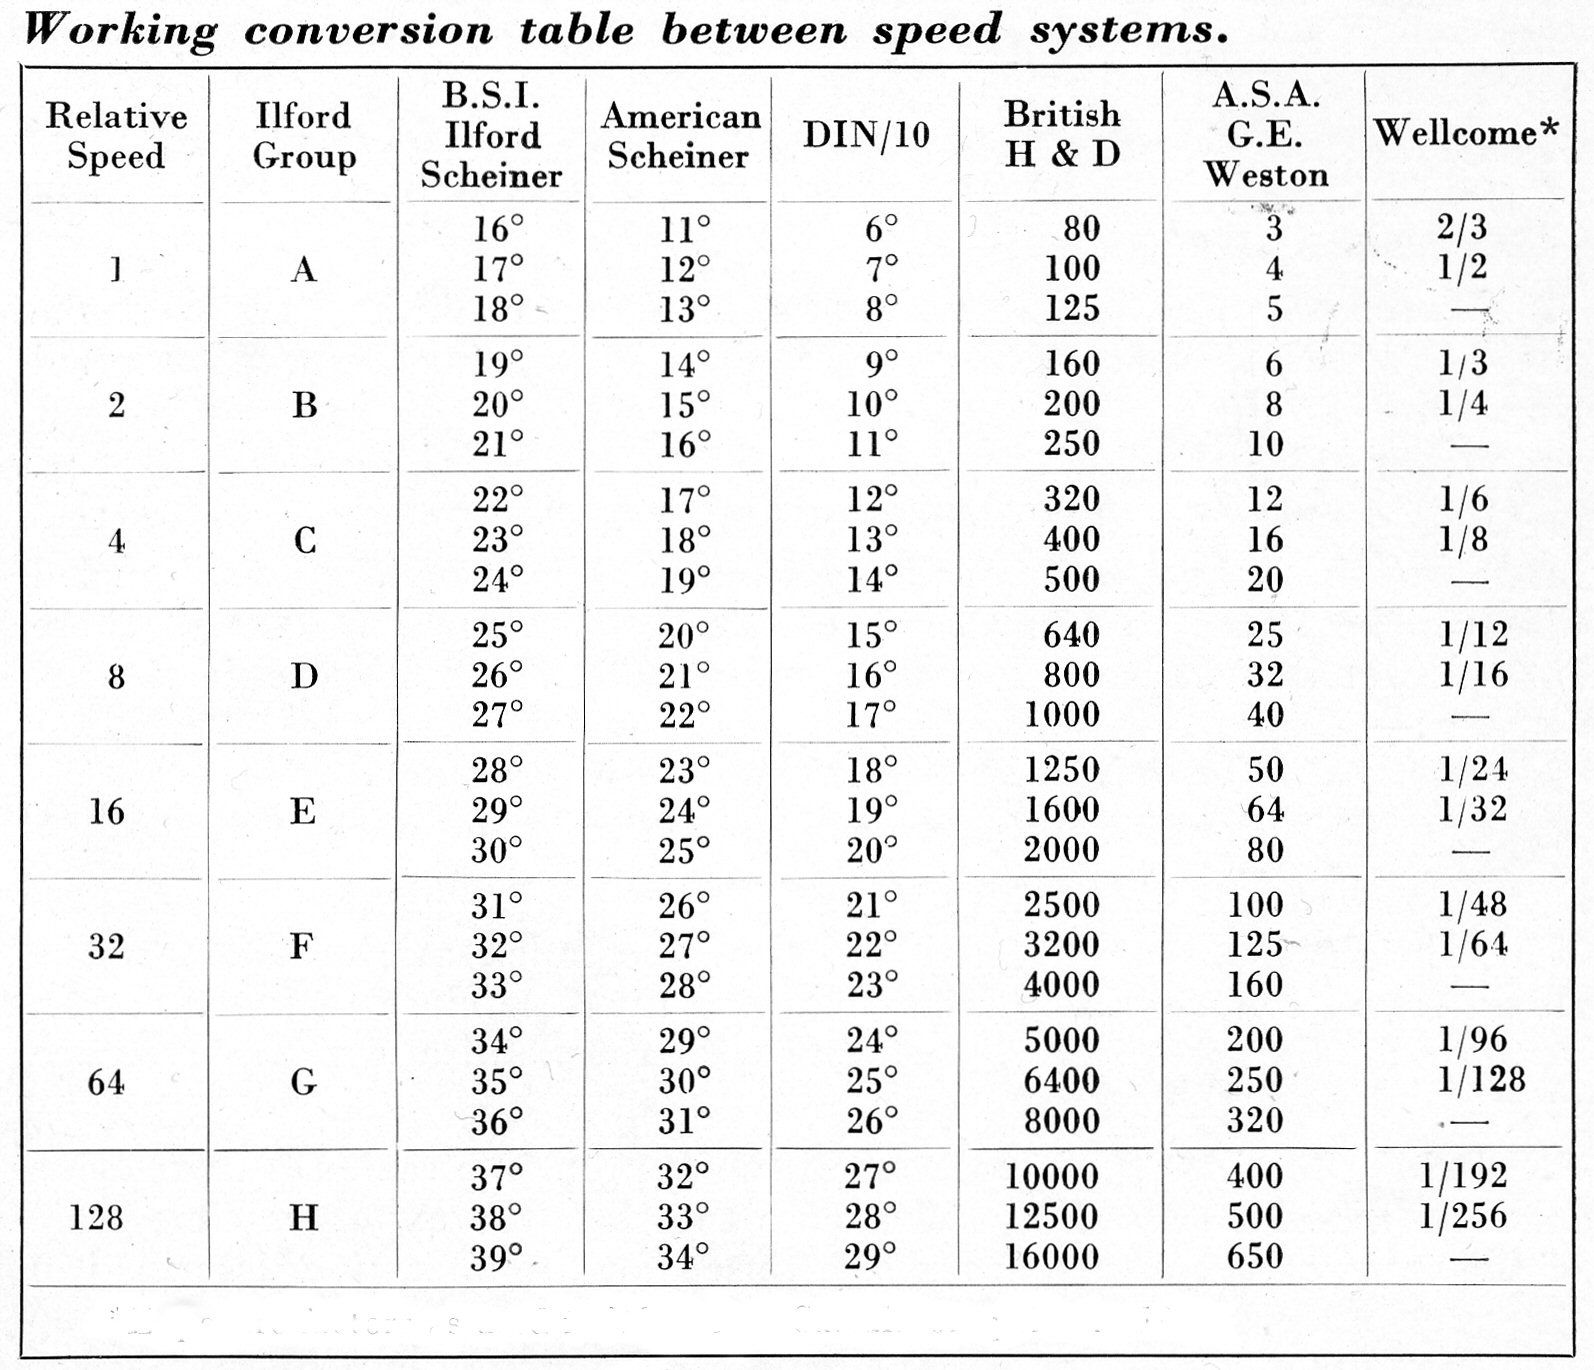 Working conversion table between speed systems.
Relative Speed | Ilford Group | B.S.I. Ilford Scheiner | American Scheiner | DIN/10 | British H & D | A.S.A. G.E. Weston | Wellcome*
1 | A | 16° | 11° | 6° | 80 | 3 | 2/3
17° | 12° | 7° | 100 | 4 | 1/2
18° | 13° | 8° | 125 | 5 | —
2 | B | 19° | 14° | 9° | 160 | 6 | 1/3
20° | 15° | 10° | 200 | 8 | 1/4
21° | 16° | 11° | 250 | 10 | —
4 | C | 22° | 17° | 12° | 320 | 12 | 1/6
23° | 18° | 13° | 400 | 16 | 1/8
24° | 19° | 14° | 500 | 20 | —
8 | D | 25° | 20° | 15° | 640 | 25 | 1/12
26° | 21° | 16° | 800 | 32 | 1/16
27° | 22° | 17° | 1000 | 40 | —
16 | E | 28° | 23° | 18° | 1250 | 50 | 1/24
29° | 24° | 19° | 1600 | 64 | 1/32
30° | 25° | 20° | 2000 | 80 | —
32 | F | 31° | 26° | 21° | 2500 | 100 | 1/48
32° | 27° | 22° | 3200 | 125 | 1/64
33° | 28° | 23° | 4000 | 160 | —
64 | G | 34° | 29° | 24° | 5000 | 200 | 1/96
35° | 30° | 25° | 6400 | 250 | 1/128
36° | 31° | 26° | 8000 | 320 | —
128 | H | 37° | 32° | 27° | 10000 | 400 | 1/192
38° | 33° | 28° | 12500 | 500 | 1/256
39° | 34° | 29° | 16000 | 650 | —